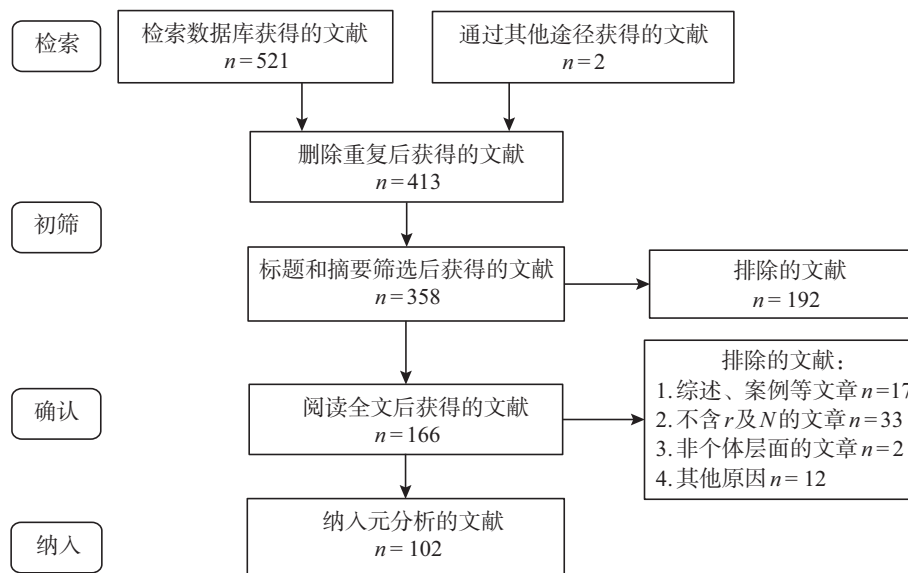 检索
检索数据库获得的文献
n=521
通过其他途径获得的文献
n=2
删除重复后获得的文献
n=413
初筛
标题和摘要筛选后获得的文献
n=358
排除的文献
n=192
确认
阅读全文后获得的文献
n=166
排除的文献：
1.综述、案例等文章n=17
2.不含r及N的文章n=33
3.非个体层面的文章n=2
4.其他原因n=12
纳入
纳入元分析的文献
n=102